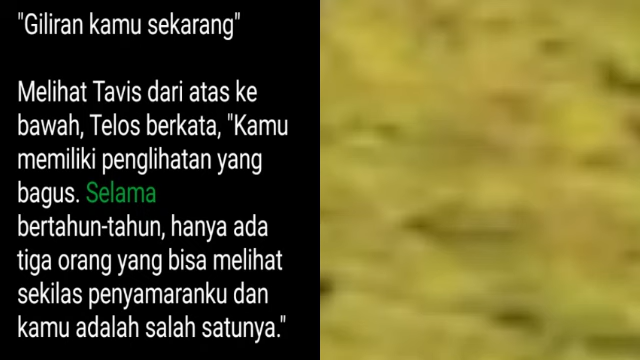 "Giliran kamu sekarang"
Melihat Tavis dari atas ke
bawah, Telos berkata, "Kamu
memiliki penglihatan yang
bagus. Selama
bertahun-tahun, hanya ada
tiga orang yang bisa melihat
sekilas penyamaranku dan
kamu adalah salah satunya."